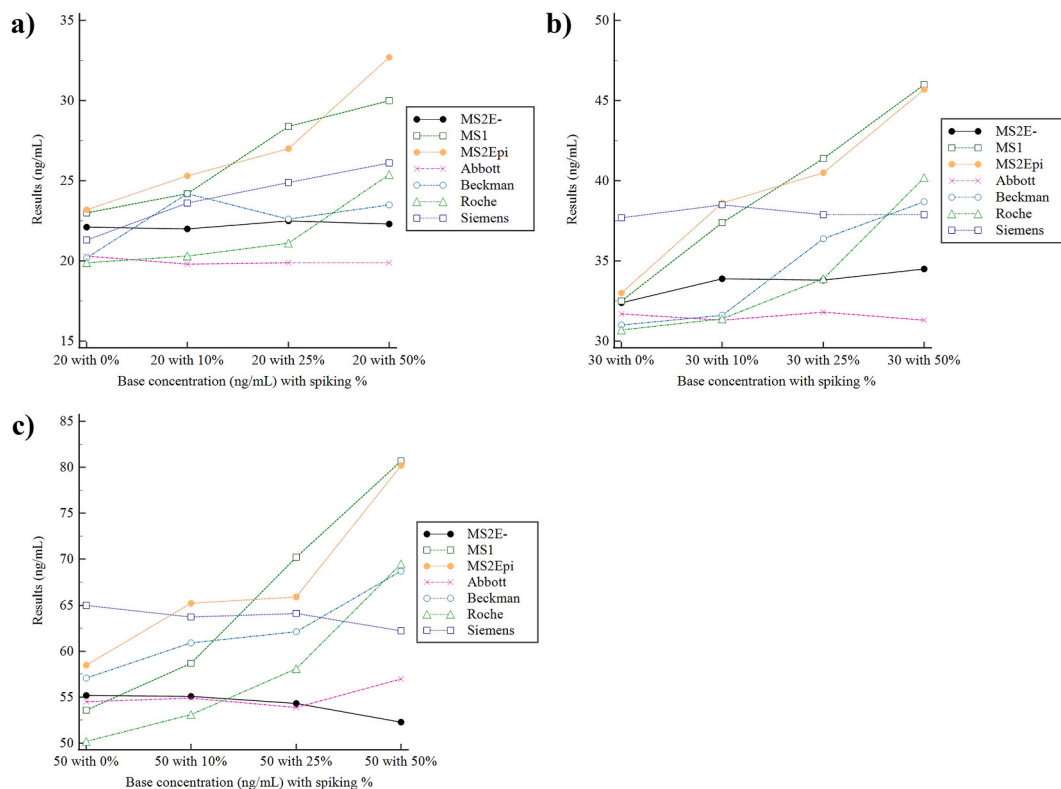 a)
35
30
25
20
15
Results (ng/mL)
20 with 0%
20 with 10%
20 with 25%
20 with 50%
Base concentration (ng/mL) with spiking %
MS2E-
MS1
MS2Epi
Abbott
Beckman
Roche
Siemens
b)
50
45
40
35
30
Results (ng/mL)
30 with 0%
30 with 10%
30 with 25%
30 with 50%
Base concentration with spiking %
MS2E-
MS1
MS2Epi
Abbott
Beckman
Roche
Siemens
c)
85
80
75
70
65
60
55
50
Results (ng/mL)
50 with 0%
50 with 10%
50 with 25%
50 with 50%
Base concentration (ng/mL) with spiking %
MS2E-
MS1
MS2Epi
Abbott
Beckman
Roche
Siemens